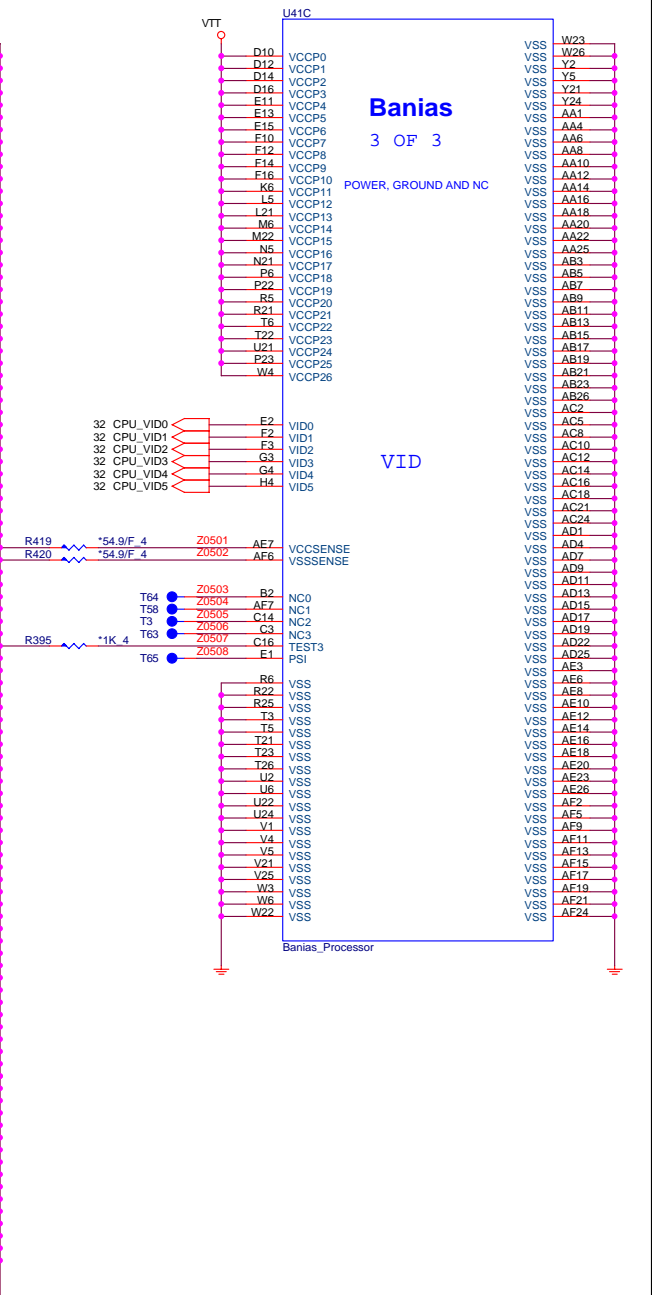 U41C
VTT
Banias
3 OF 3
POWER, GROUND AND NC
D10 VCCP0
D12 VCCP1
D14 VCCP2
D16 VCCP3
E11 VCCP4
E13 VCCP5
E15 VCCP6
F10 VCCP7
F12 VCCP8
F14 VCCP9
F16 VCCP10
K6 VCCP11
L5 VCCP12
L21 VCCP13
M6 VCCP14
M22 VCCP15
N5 VCCP16
N21 VCCP17
P6 VCCP18
P22 VCCP19
R5 VCCP20
R21 VCCP21
T6 VCCP22
T22 VCCP23
U21 VCCP24
P23 VCCP25
W4 VCCP26
32 CPU_VID0 E2 VID0
32 CPU_VID1 F2 VID1
32 CPU_VID2 F3 VID2
32 CPU_VID3 G3 VID3
32 CPU_VID4 G4 VID4
32 CPU_VID5 H4 VID5
VID
R419 *54.9/F_4 Z0501 AE7 VCCSENSE
R420 *54.9/F_4 Z0502 AF6 VSSSENSE
T64 Z0503 B2 NC0
T58 Z0504 AF7 NC1
T3 Z0505 C14 NC2
T63 Z0506 C3 NC3
R395 *1K_4 Z0507 C16 TEST3
T65 Z0508 E1 PSI
R6 VSS
R22 VSS
R25 VSS
T3 VSS
T5 VSS
T21 VSS
T23 VSS
T26 VSS
U2 VSS
U6 VSS
U22 VSS
U24 VSS
V1 VSS
V4 VSS
V5 VSS
V21 VSS
V25 VSS
W3 VSS
W6 VSS
W22 VSS
VSS W23
VSS W26
VSS Y2
VSS Y5
VSS Y21
VSS Y24
VSS AA1
VSS AA4
VSS AA6
VSS AA8
VSS AA10
VSS AA12
VSS AA14
VSS AA16
VSS AA18
VSS AA20
VSS AA22
VSS AA25
VSS AB3
VSS AB5
VSS AB7
VSS AB9
VSS AB11
VSS AB13
VSS AB15
VSS AB17
VSS AB19
VSS AB21
VSS AB23
VSS AB26
VSS AC2
VSS AC5
VSS AC8
VSS AC10
VSS AC12
VSS AC14
VSS AC16
VSS AC18
VSS AC21
VSS AC24
VSS AD1
VSS AD4
VSS AD7
VSS AD9
VSS AD11
VSS AD13
VSS AD15
VSS AD17
VSS AD19
VSS AD22
VSS AD25
VSS AE3
VSS AE6
VSS AE8
VSS AE10
VSS AE12
VSS AE14
VSS AE16
VSS AE18
VSS AE20
VSS AE23
VSS AE26
VSS AF2
VSS AF5
VSS AF9
VSS AF11
VSS AF13
VSS AF15
VSS AF17
VSS AF19
VSS AF21
VSS AF24
Banias_Processor